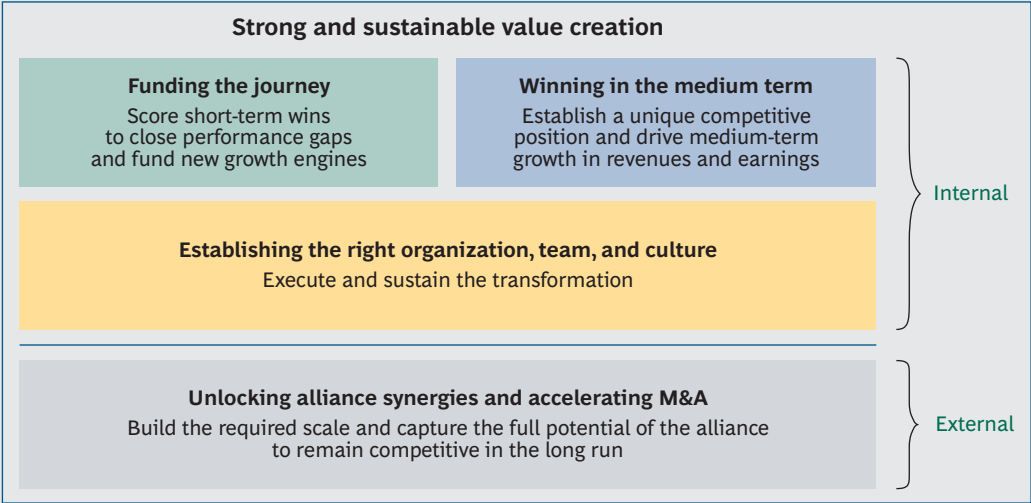 Strong and sustainable value creation
Funding the journey
Score short-term wins
to close performance gaps
and fund new growth engines
Winning in the medium term
Establish a unique competitive
position and drive medium-term
growth in revenues and earnings
Internal
Establishing the right organization, team, and culture
Execute and sustain the transformation
Unlocking alliance synergies and accelerating M&A
Build the required scale and capture the full potential of the alliance
to remain competitive in the long run
External